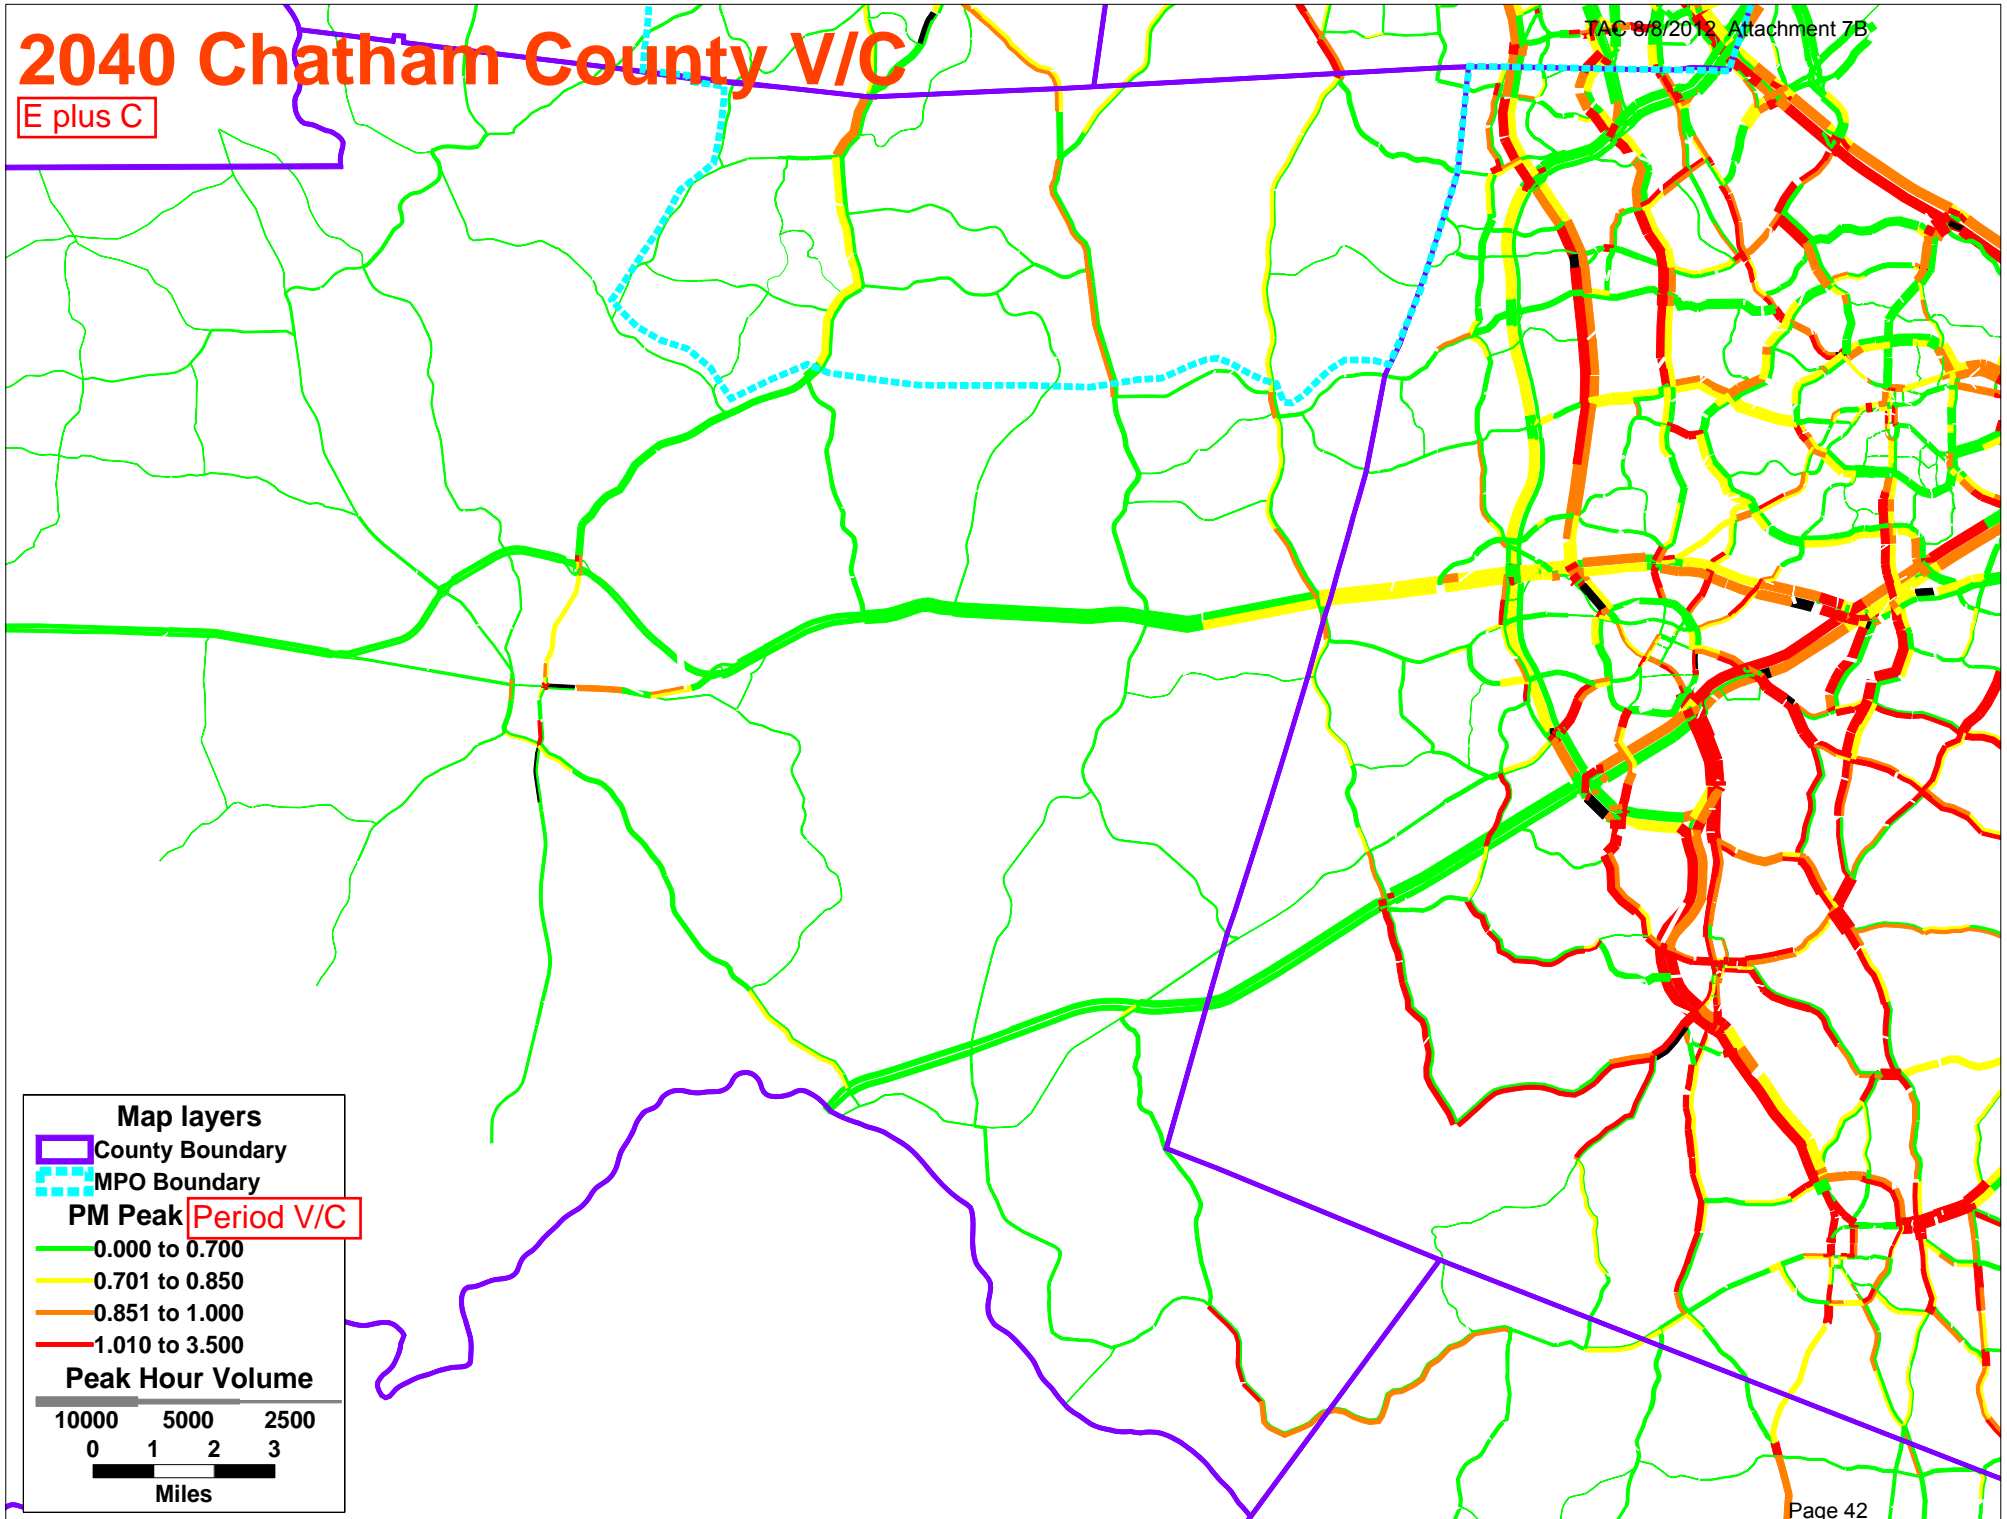 TAC 8/8/2012 Attachment 7B
2040 Chatham County V/C
E plus C
Map layers
County Boundary
MPO Boundary
PM Peak Period V/C
0.000 to 0.700
0.701 to 0.850
0.851 to 1.000
1.010 to 3.500
Peak Hour Volume
10000 5000 2500
0 1 2 3
Miles
Page 42